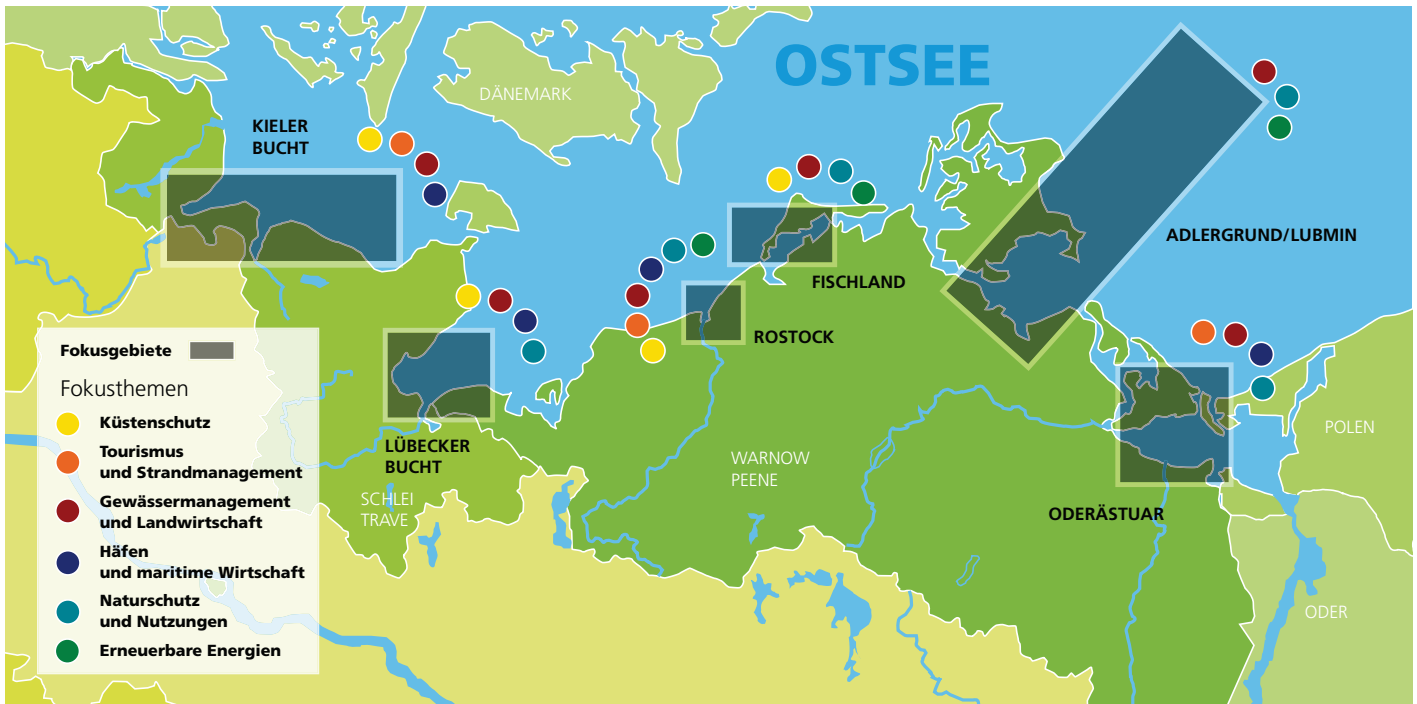 OSTSEE
DÄNEMARK
KIELER
BUCHT
ADLERGRUND/LUBMIN
FISCHLAND
ROSTOCK
LÜBECKER
BUCHT
SCHLEI
TRAVE
WARNOW
PEENE
ODERÄSTUAR
POLEN
ODER
Fokusgebiete
Fokusthemen
Küstenschutz
Tourismus
und Strandmanagement
Gewässermanagement
und Landwirtschaft
Häfen
und maritime Wirtschaft
Naturschutz
und Nutzungen
Erneuerbare Energien